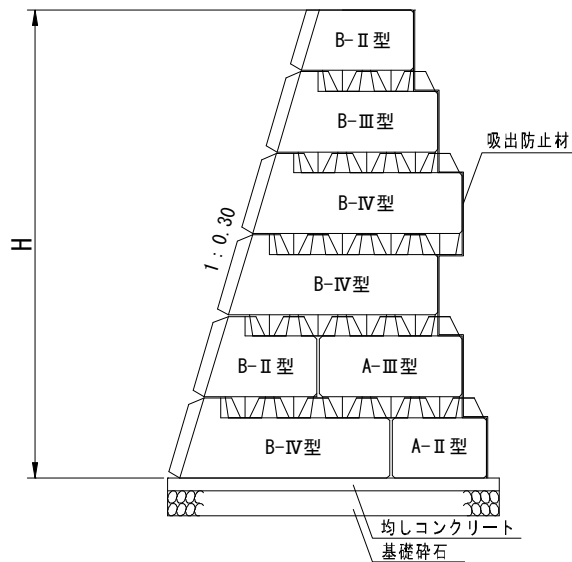 B-Ⅱ型
B-Ⅲ型
吸出防止材
B-Ⅳ型
1：0.30
H
B-Ⅳ型
B-Ⅱ型
A-Ⅲ型
B-Ⅳ型
A-Ⅱ型
均しコンクリート
基礎砕石